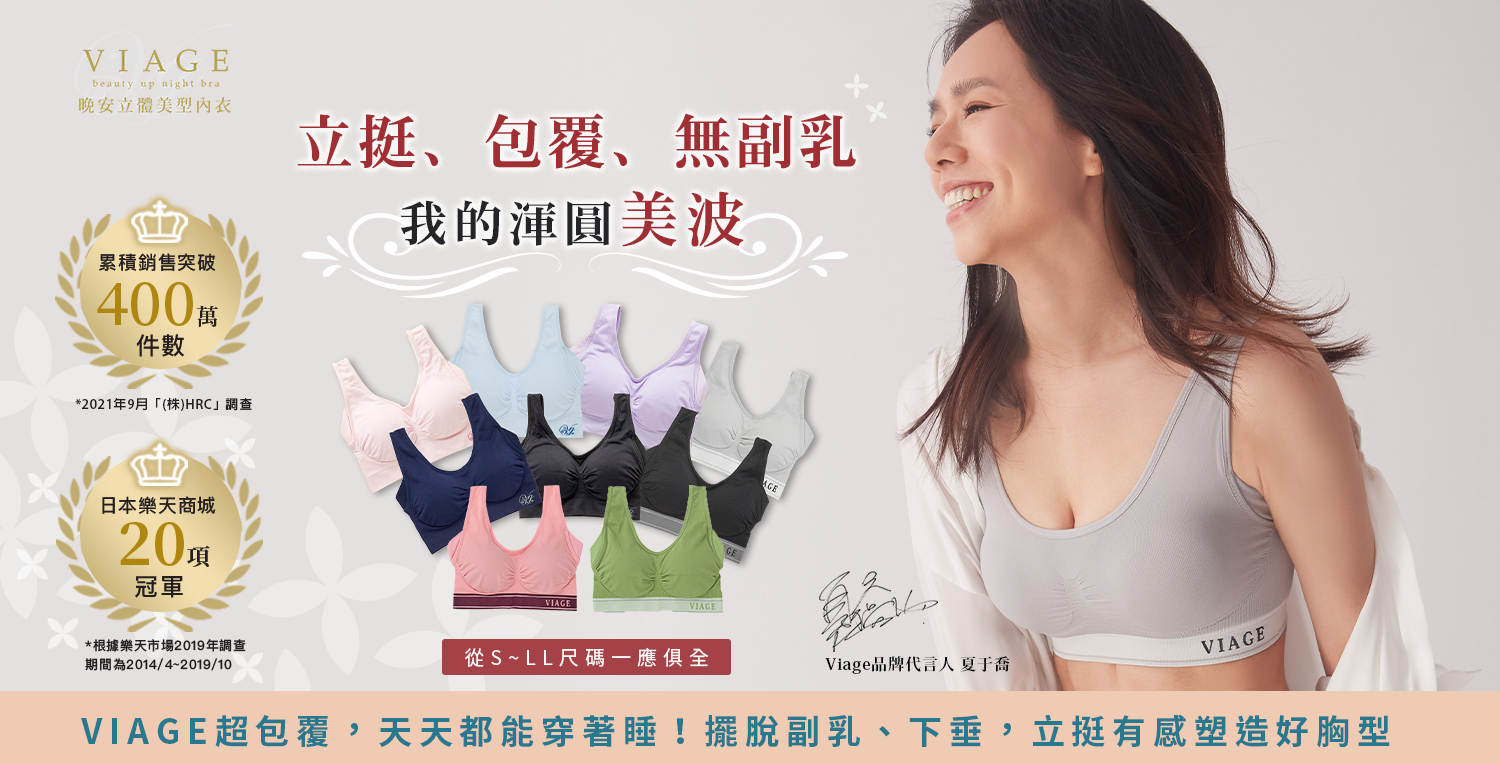 VIAGE
beauty up night bra
晚安立體美型內衣
立挺、包覆、無副乳
我的渾圓美波
累積銷售突破
400萬
件數
*2021年9月「(株)HRC」調查
日本樂天商城
20項
冠軍
*根據樂天市場2019年調查
期間為2014/4~2019/10
AGE
GE
VIAGE
VIAGE
從S~LL尺碼一應俱全
VIAGE
Viage品牌代言人 夏于喬
VIAGE超包覆，天天都能穿著睡！擺脫副乳、下垂，立挺有感塑造好胸型